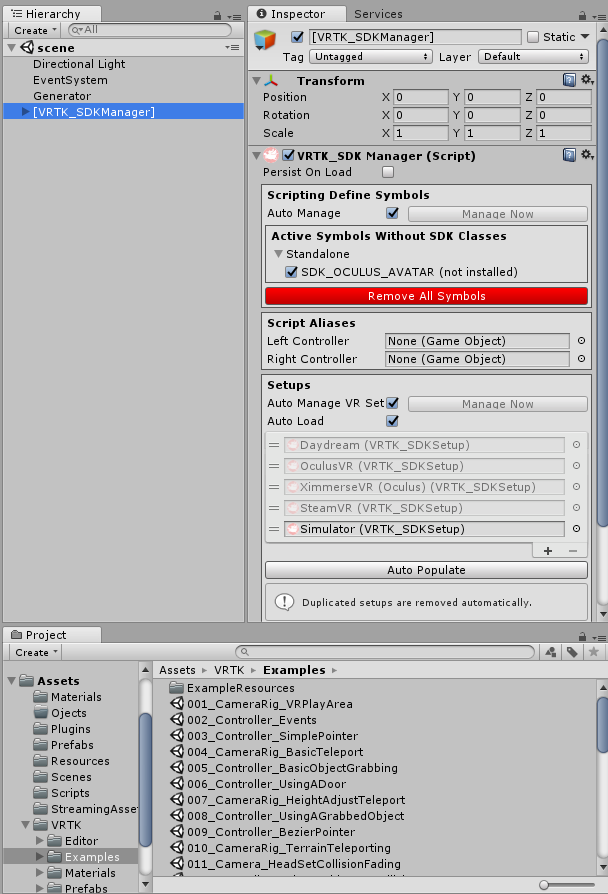 Hierarchy
Create
All
scene
Directional Light
EventSystem
Generator
[VRTK_SDKManager]
Inspector
Services
[VRTK_SDKManager]
Static
Tag
Untagged
Layer
Default
Transform
Position
X 0
Y 0
Z 0
Rotation
X 0
Y 0
Z 0
Scale
X 1
Y 1
Z 1
VRTK_SDK Manager (Script)
Persist On Load
Scripting Define Symbols
Auto Manage
Manage Now
Active Symbols Without SDK Classes
Standalone
SDK_OCULUS_AVATAR (not installed)
Remove All Symbols
Script Aliases
Left Controller
None (Game Object)
Right Controller
None (Game Object)
Setups
Auto Manage VR Set
Manage Now
Auto Load
Daydream (VRTK_SDKSetup)
OculusVR (VRTK_SDKSetup)
XimmerseVR (Oculus) (VRTK_SDKSetup)
SteamVR (VRTK_SDKSetup)
Simulator (VRTK_SDKSetup)
Auto Populate
Duplicated setups are removed automatically.
Project
Create
Assets
Materials
Ojects
Plugins
Prefabs
Resources
Scenes
Scripts
StreamingAsset
VRTK
Editor
Examples
Materials
Prefabs
Assets VRTK Examples
ExampleResources
001_CameraRig_VRPlayArea
002_Controller_Events
003_Controller_SimplePointer
004_CameraRig_BasicTeleport
005_Controller_BasicObjectGrabbing
006_Controller_UsingADoor
007_CameraRig_HeightAdjustTeleport
008_Controller_UsingAGrabbedObject
009_Controller_BezierPointer
010_CameraRig_TerrainTeleporting
011_Camera_HeadSetCollisionFading